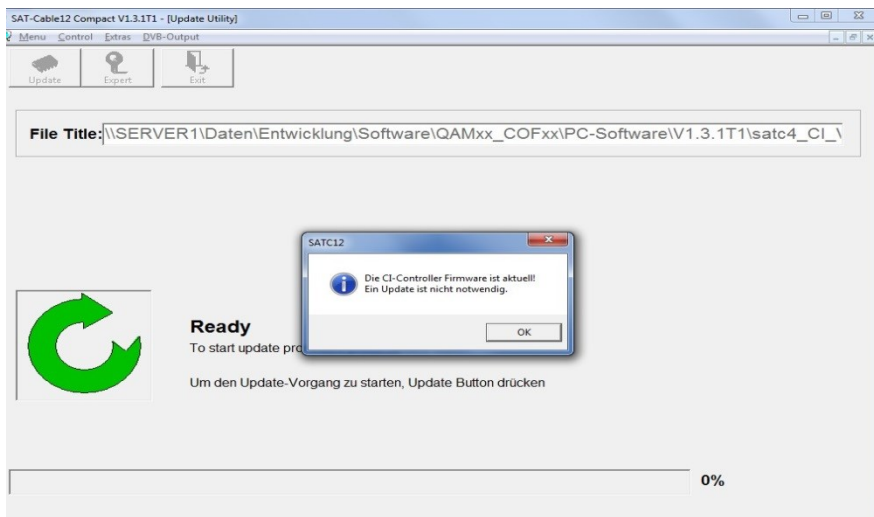 SAT-Cable12 Compact V1.3.1T1 - [Update Utility]
Menu Control Extras DVB-Output
Update Expert Exit
File Title: \\SERVER1\Daten\Entwicklung\Software\QAMxx_COFxx\PC-Software\V1.3.1T1\satc4_CI_\
SATC12
Die CI-Controller Firmware ist aktuell!
Ein Update ist nicht notwendig.
OK
Ready
To start update pro
Um den Update-Vorgang zu starten, Update Button drücken
0%